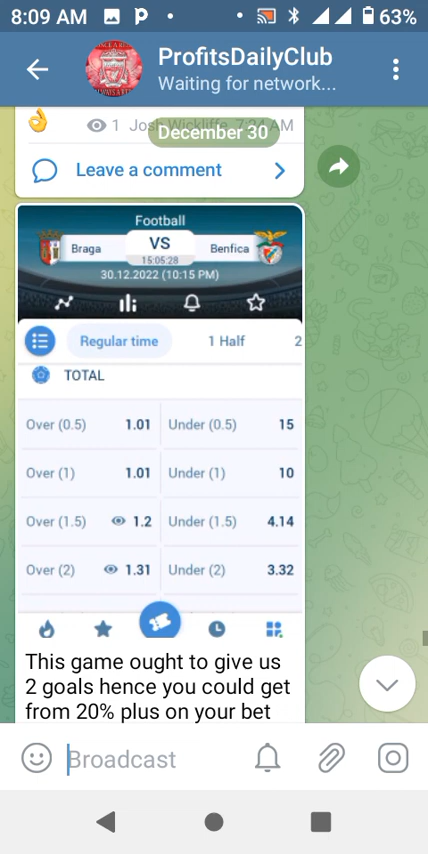 8:09 AM
63%
ProfitsDailyClub
Waiting for network...
👌 1 Josh Wickliffe, 7:24 AM
December 30
Leave a comment
Football
Braga VS Benfica
15:05:28
30.12.2022 (10:15 PM)
Regular time 1 Half 2
TOTAL
Over (0.5) 1.01 Under (0.5) 15
Over (1) 1.01 Under (1) 10
Over (1.5) 1.2 Under (1.5) 4.14
Over (2) 1.31 Under (2) 3.32
This game ought to give us
2 goals hence you could get
from 20% plus on your bet
Broadcast